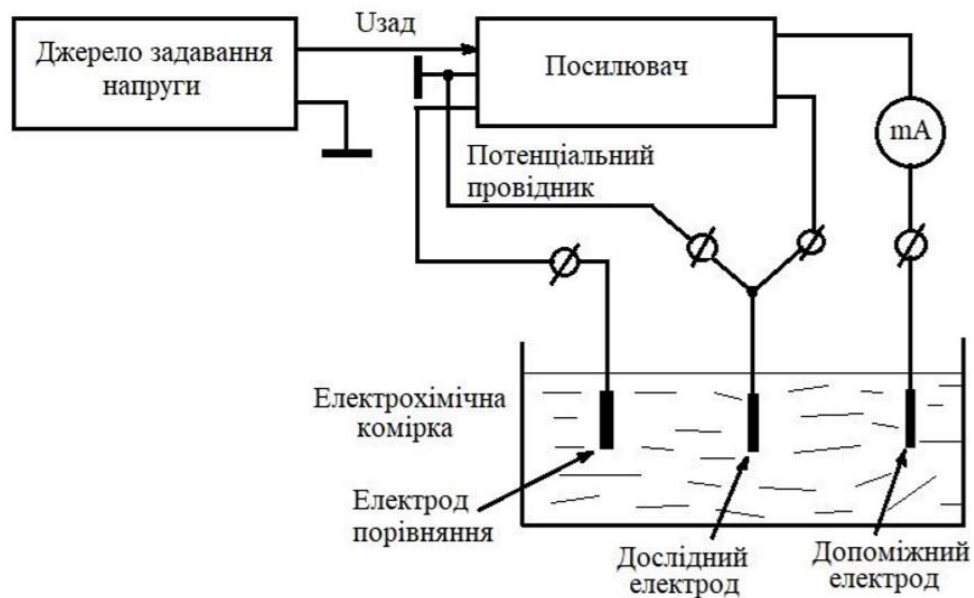 Uзад
Джерело задавання
напруги
Посилювач
mA
Потенціальний
провідник
Електрохімічна
комірка
Електрод
порівняння
Дослідний
електрод
Допоміжний
електрод